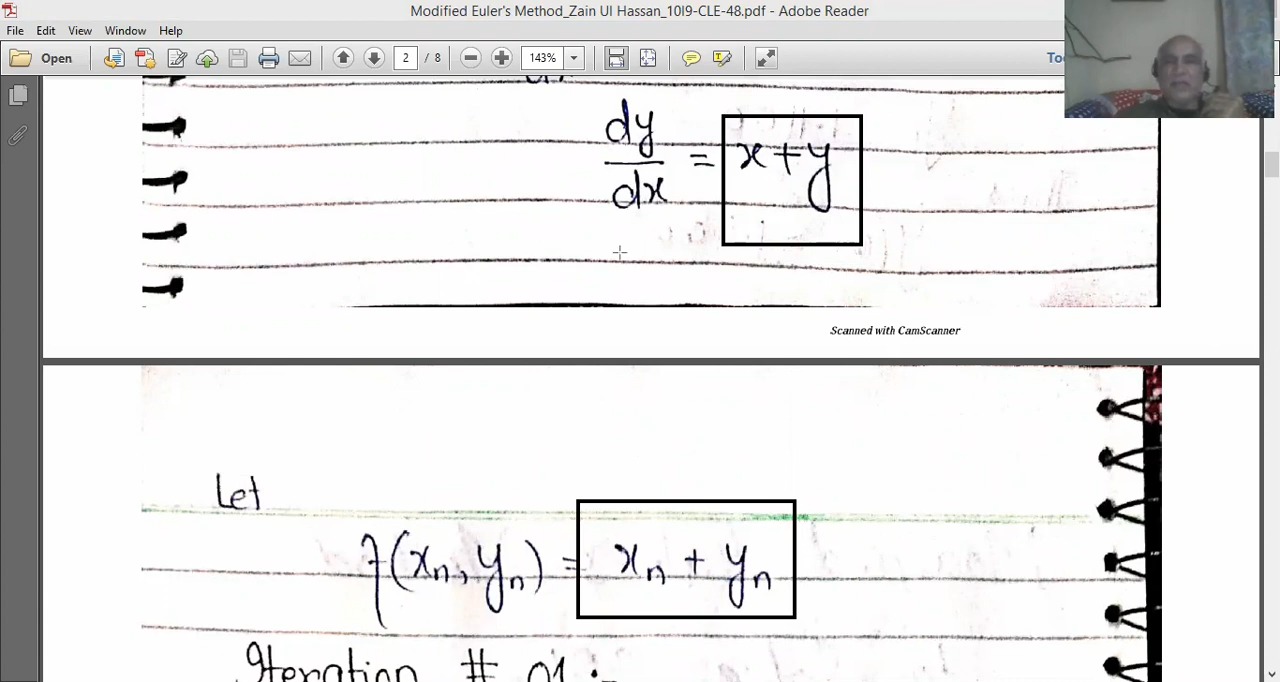 Modified Euler's Method_Zain Ul Hassan_10I9-CLE-48.pdf - Adobe Reader
File Edit View Window Help
Open 2 / 8 143%
dy/dx = x+y
Scanned with CamScanner
Let
f(xn, yn) = xn + yn
Iteration # 01 :-